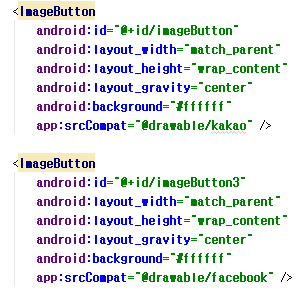 <ImageButton
android:id="@+id/imageButton"
android:layout_width="match_parent"
android:layout_height="wrap_content"
android:layout_gravity="center"
android:background="#ffffff"
app:srcCompat="@drawable/kakao" />
<ImageButton
android:id="@+id/imageButton3"
android:layout_width="match_parent"
android:layout_height="wrap_content"
android:layout_gravity="center"
android:background="#ffffff"
app:srcCompat="@drawable/facebook" />